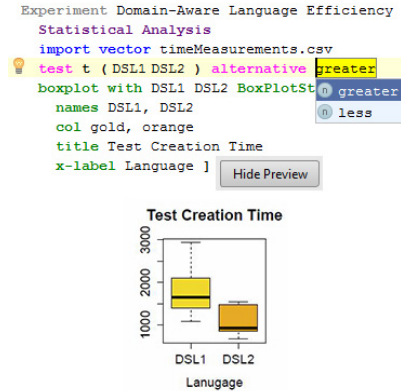 Experiment Domain-Aware Language Efficiency
Statistical Analysis
import vector timeMeasurements.csv
test t ( DSL1 DSL2 ) alternative greater
boxplot with DSL1 DSL2 BoxPlotSt
n greater
n less
names DSL1, DSL2
col gold, orange
title Test Creation Time
x-label Language ]
Hide Preview
Test Creation Time
3000
2000
1000
DSL1 DSL2
Lanugage